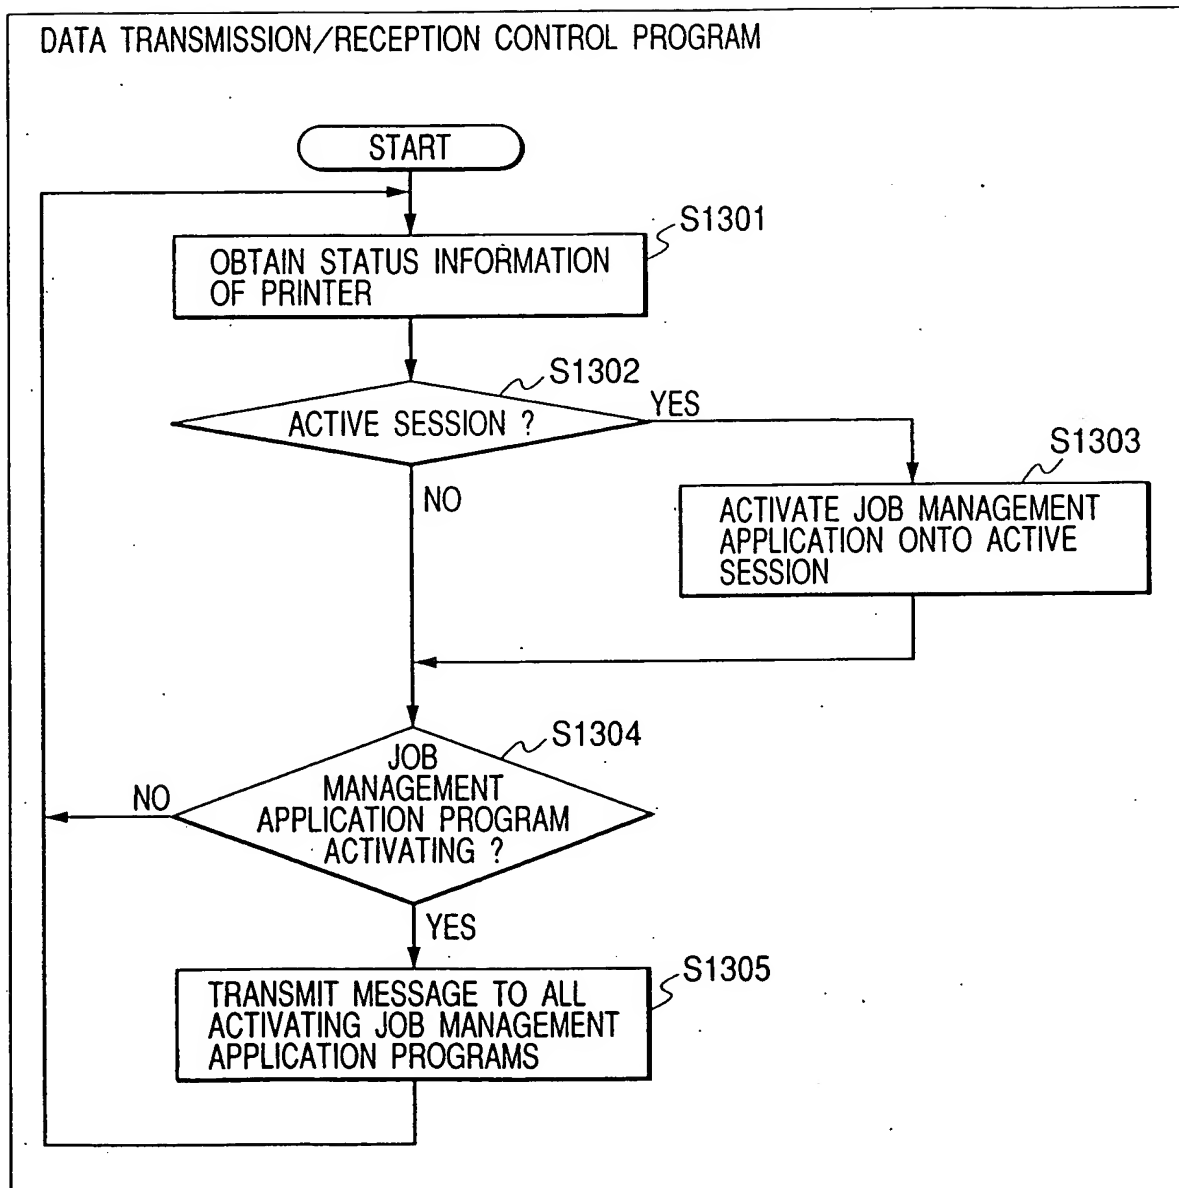 DATA TRANSMISSION/RECEPTION CONTROL PROGRAM
START
S1301
OBTAIN STATUS INFORMATION
OF PRINTER
S1302
ACTIVE SESSION ?
YES
NO
S1303
ACTIVATE JOB MANAGEMENT
APPLICATION ONTO ACTIVE
SESSION
S1304
JOB
MANAGEMENT
APPLICATION PROGRAM
ACTIVATING ?
NO
YES
S1305
TRANSMIT MESSAGE TO ALL
ACTIVATING JOB MANAGEMENT
APPLICATION PROGRAMS